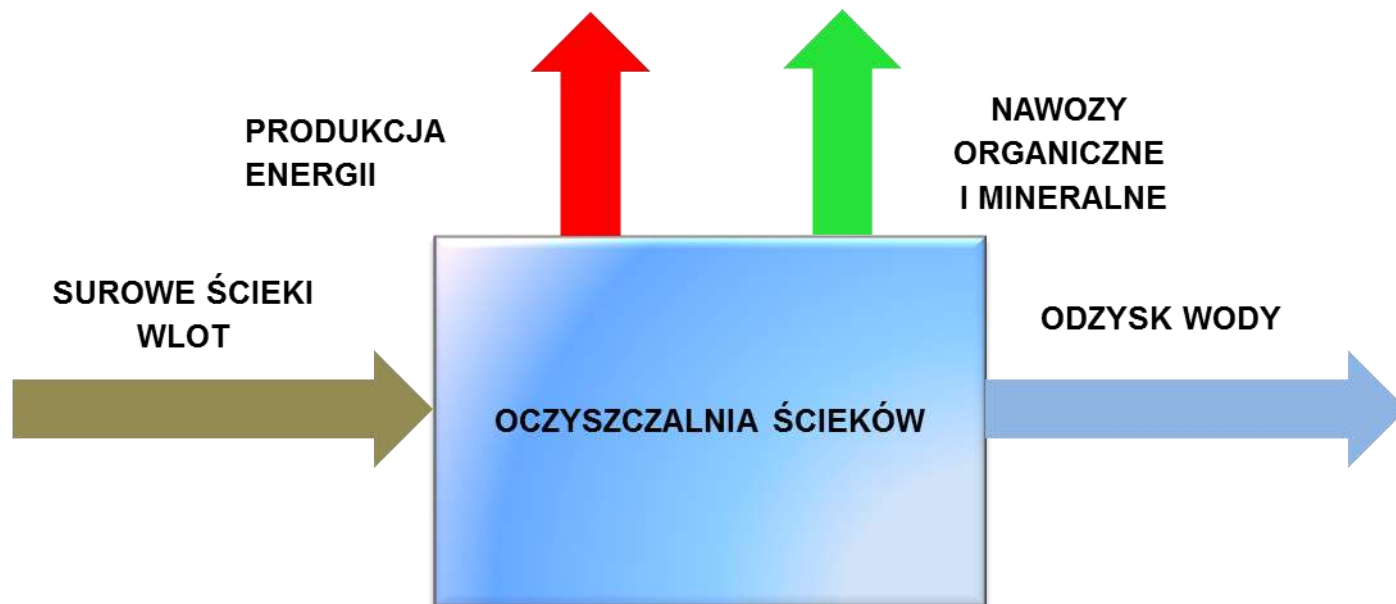 PRODUKCJA
ENERGII
NAWOZY
ORGANICZNE
I MINERALNE
SUROWE ŚCIEKI
WLOT
ODZYSK WODY
OCZYSZCZALNIA ŚCIEKÓW